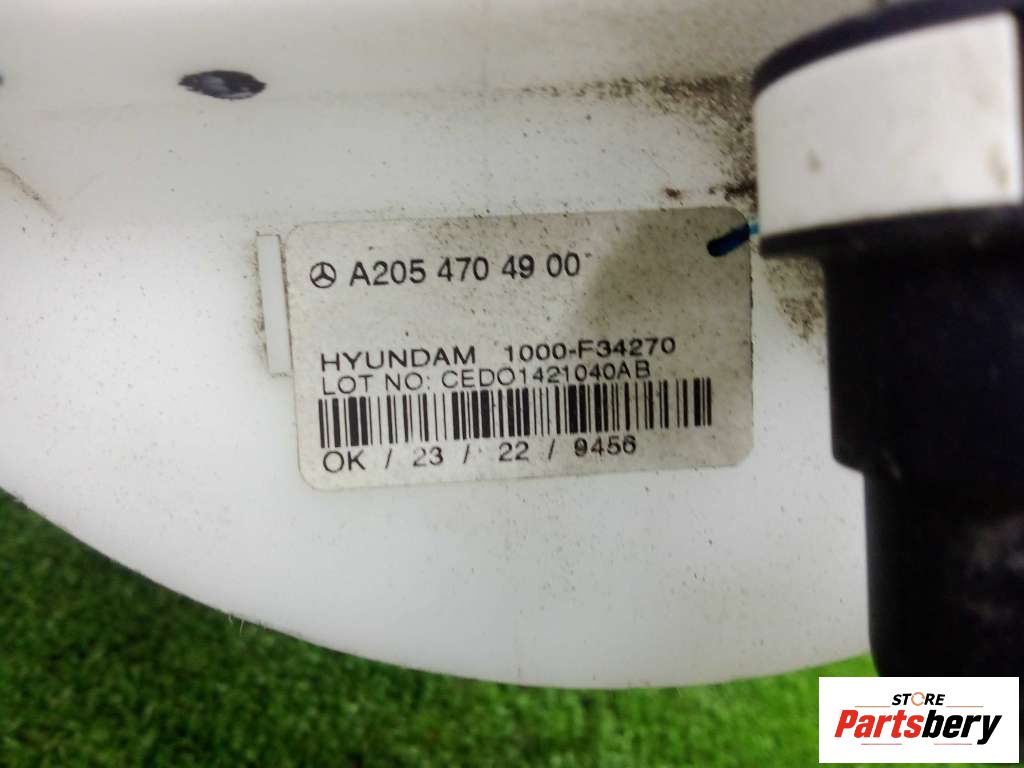 A205 470 49 00
HYUNDAM 1000-F34270
LOT NO: CEDO1421040AB
OK / 23 / 22 / 9456
STORE
Partsbery